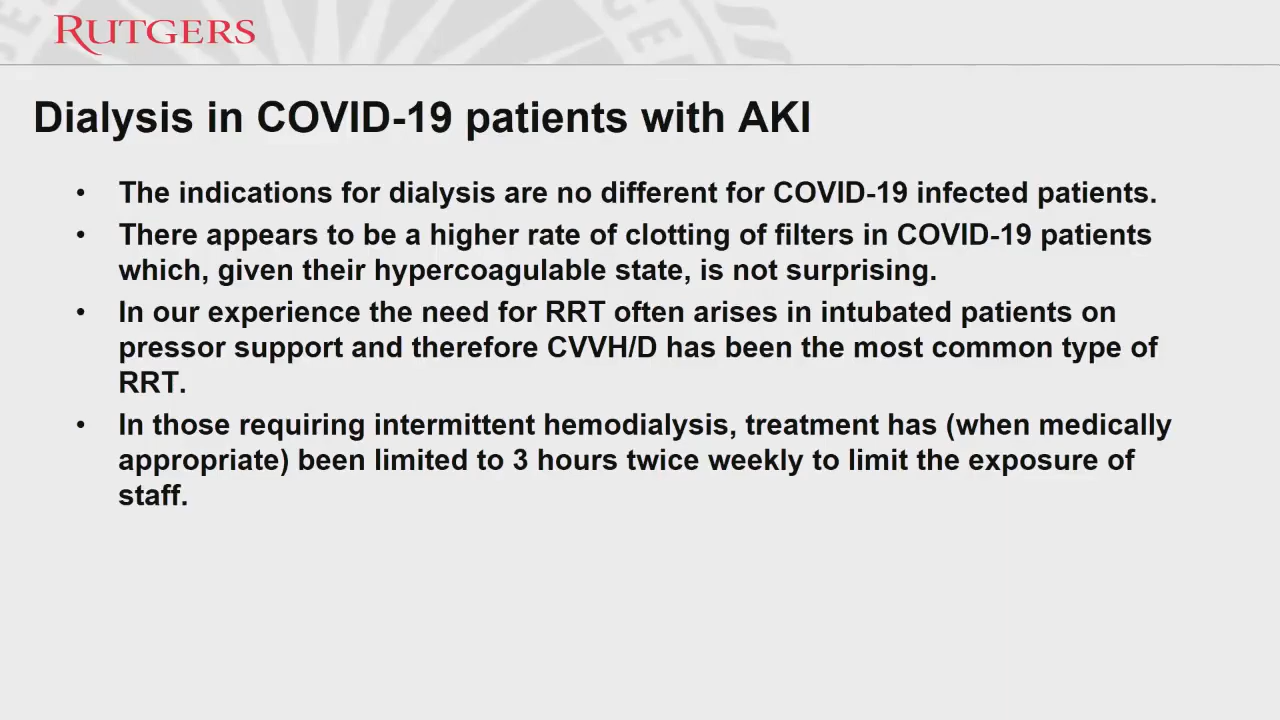 RUTGERS
Dialysis in COVID-19 patients with AKI
• The indications for dialysis are no different for COVID-19 infected patients.
• There appears to be a higher rate of clotting of filters in COVID-19 patients
which, given their hypercoagulable state, is not surprising.
• In our experience the need for RRT often arises in intubated patients on
pressor support and therefore CVVH/D has been the most common type of
RRT.
• In those requiring intermittent hemodialysis, treatment has (when medically
appropriate) been limited to 3 hours twice weekly to limit the exposure of
staff.